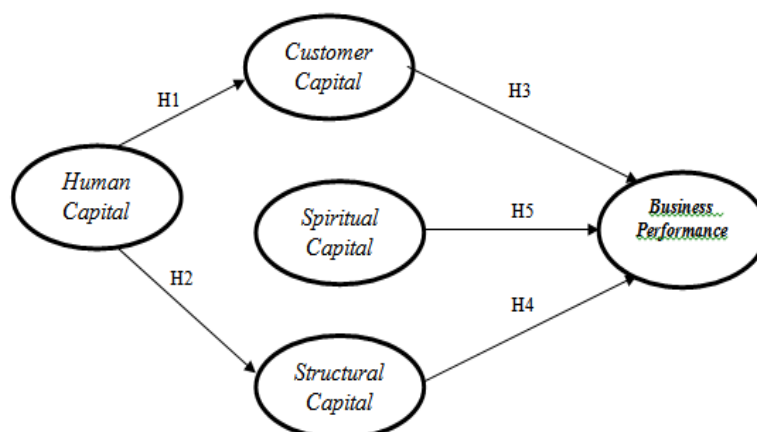 Customer
Capital
H1
H3
Human
Capital
Spiritual
Capital
H5
Business
Performance
H2
H4
Structural
Capital